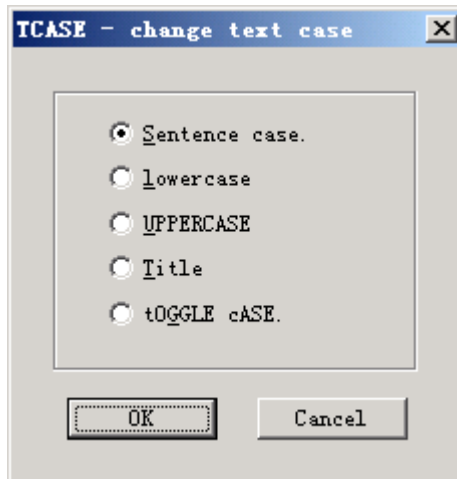 TCASE - change text case
Sentence case.
lowercase
UPPERCASE
Title
tOGGLE cASE.
OK
Cancel